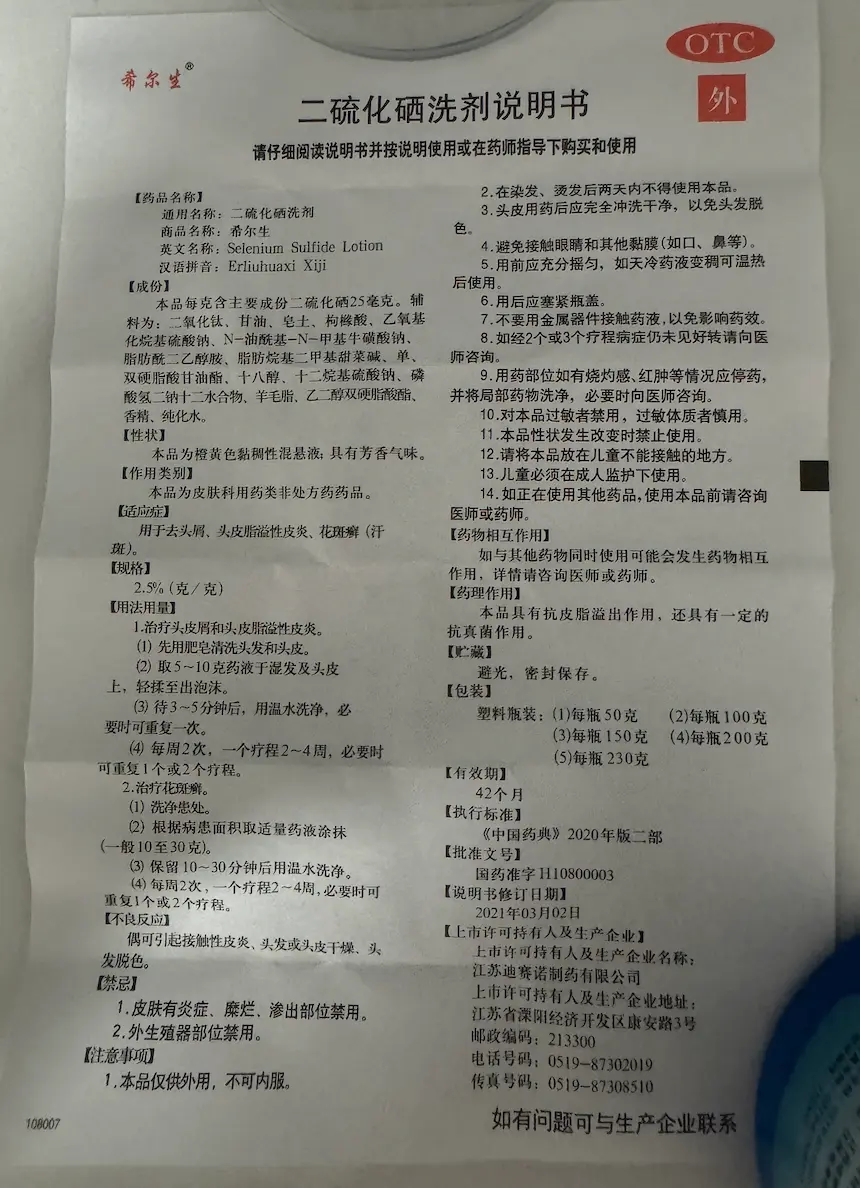 希尔生®
OTC
外
二硫化硒洗剂说明书
请仔细阅读说明书并按说明使用或在药师指导下购买和使用
【药品名称】
通用名称：二硫化硒洗剂
商品名称：希尔生
英文名称：Selenium Sulfide Lotion
汉语拼音：Erliuhuaxi Xiji
【成份】
本品每克含主要成份二硫化硒25毫克。辅
料为：二氧化钛、甘油、皂土、枸橼酸、乙氧基
化烷基硫酸钠、N-油酰基-N-甲基牛磺酸钠、
脂肪酰二乙醇胺、脂肪烷基二甲基甜菜碱、单、
双硬脂酸甘油酯、十八醇、十二烷基硫酸钠、磷
酸氢二钠十二水合物、羊毛脂、乙二醇双硬脂酸酯、
香精、纯化水。
【性状】
本品为橙黄色黏稠性混悬液；具有芳香气味。
【作用类别】
本品为皮肤科用药类非处方药药品。
【适应症】
用于去头屑、头皮脂溢性皮炎、花斑癣（汗
斑）。
【规格】
2.5%（克／克）
【用法用量】
1.治疗头皮屑和头皮脂溢性皮炎。
⑴ 先用肥皂清洗头发和头皮。
⑵ 取5～10克药液于湿发及头皮
上，轻揉至出泡沫。
⑶ 待3～5分钟后，用温水洗净，必
要时可重复一次。
⑷ 每周2次，一个疗程2～4周，必要时
可重复1个或2个疗程。
2.治疗花斑癣。
⑴ 洗净患处。
⑵ 根据病患面积取适量药液涂抹
(一般10至30克)。
⑶ 保留10～30分钟后用温水洗净。
⑷ 每周2次，一个疗程2～4周，必要时可
重复1个或2个疗程。
【不良反应】
偶可引起接触性皮炎、头发或头皮干燥、头
发脱色。
【禁忌】
1.皮肤有炎症、糜烂、渗出部位禁用。
2.外生殖器部位禁用。
【注意事项】
1.本品仅供外用，不可内服。
2.在染发、烫发后两天内不得使用本品。
3.头皮用药后应完全冲洗干净，以免头发脱
色。
4.避免接触眼睛和其他黏膜(如口、鼻等)。
5.用前应充分摇匀，如天冷药液变稠可温热
后使用。
6.用后应塞紧瓶盖。
7.不要用金属器件接触药液，以免影响药效。
8.如经2个或3个疗程病症仍未见好转请向医
师咨询。
9.用药部位如有烧灼感、红肿等情况应停药，
并将局部药物洗净，必要时向医师咨询。
10.对本品过敏者禁用，过敏体质者慎用。
11.本品性状发生改变时禁止使用。
12.请将本品放在儿童不能接触的地方。
13.儿童必须在成人监护下使用。
14.如正在使用其他药品，使用本品前请咨询
医师或药师。
【药物相互作用】
如与其他药物同时使用可能会发生药物相互
作用，详情请咨询医师或药师。
【药理作用】
本品具有抗皮脂溢出作用，还具有一定的
抗真菌作用。
【贮藏】
避光，密封保存。
【包装】
塑料瓶装：(1)每瓶50克 (2)每瓶100克
(3)每瓶150克 (4)每瓶200克
(5)每瓶230克
【有效期】
42个月
【执行标准】
《中国药典》2020年版二部
【批准文号】
国药准字H10800003
【说明书修订日期】
2021年03月02日
【上市许可持有人及生产企业】
上市许可持有人及生产企业名称：
江苏迪赛诺制药有限公司
上市许可持有人及生产企业地址：
江苏省溧阳经济开发区康安路3号
邮政编码：213300
电话号码：0519-87302019
传真号码：0519-87308510
如有问题可与生产企业联系
108007